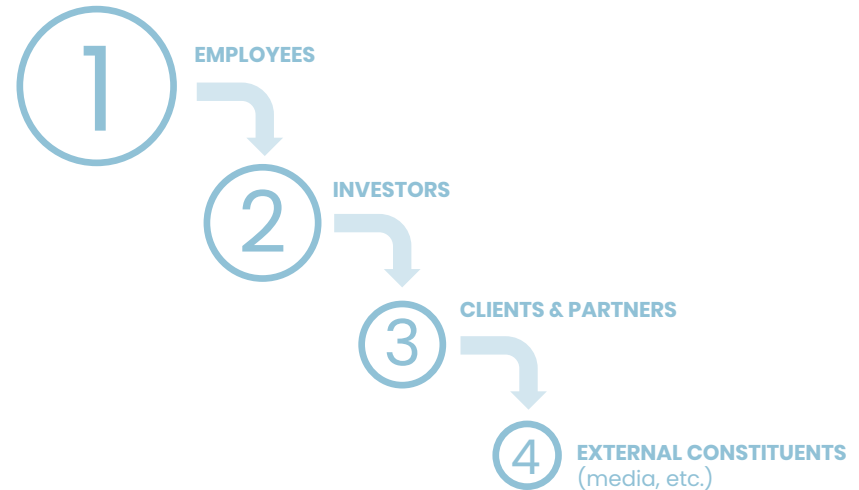 1
EMPLOYEES
2
INVESTORS
3
CLIENTS & PARTNERS
4
EXTERNAL CONSTITUENTS
(media, etc.)